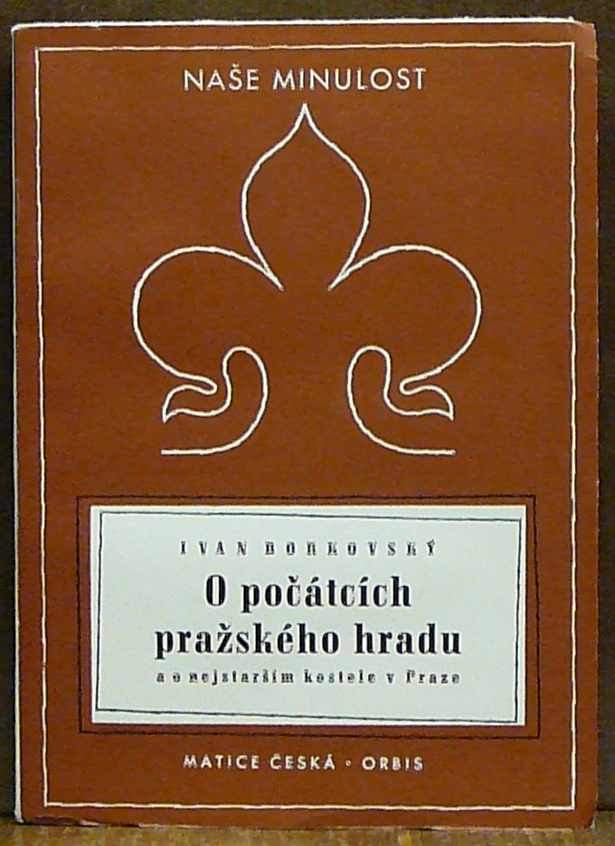 NAŠE MINULOST
IVAN BORKOVSKÝ
O počátcích
pražského hradu
a o nejstarším kostele v Praze
MATICE ČESKÁ • ORBIS